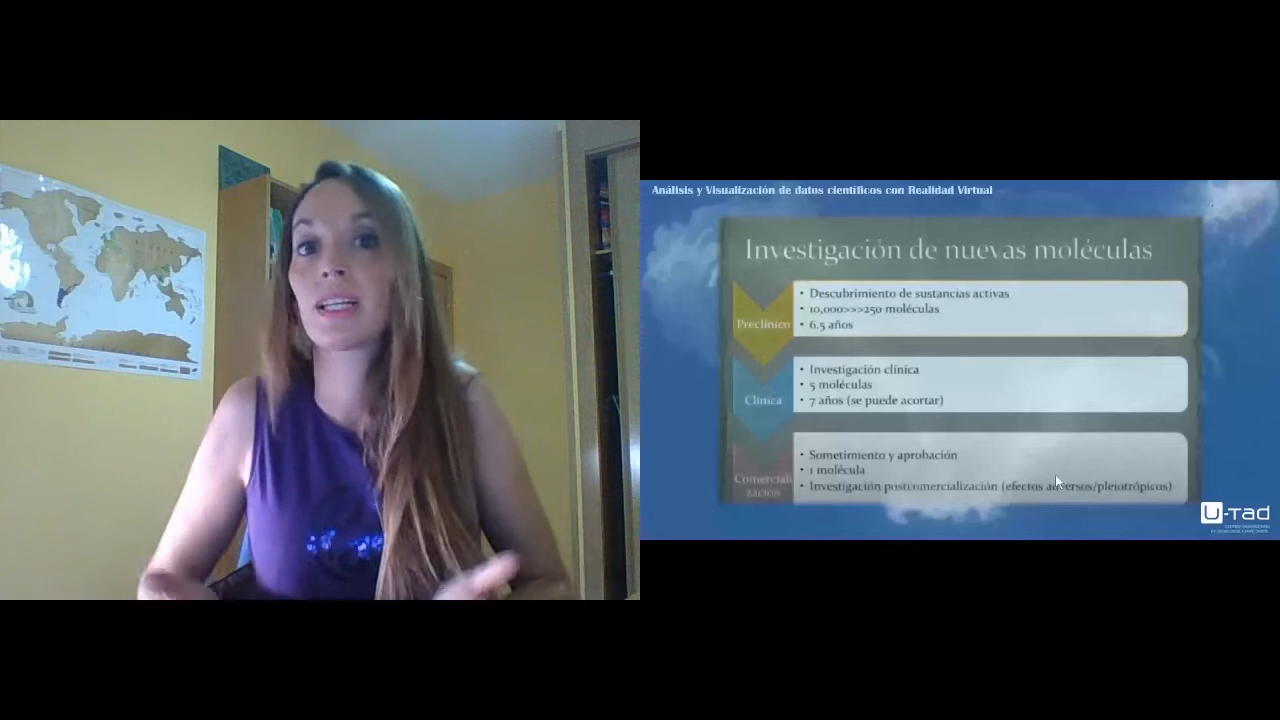 Análisis y Visualización de datos científicos con Realidad Virtual
Investigación de nuevas moléculas
Preclínico
• Descubrimiento de sustancias activas
• 10,000>>>250 moléculas
• 6.5 años
Clínica
• Investigación clínica
• 5 moléculas
• 7 años (se puede acortar)
Comerciali
zación
• Sometimiento y aprobación
• 1 molécula
• Investigación postcomercialización (efectos adversos/pleiotrópicos)
U-tad